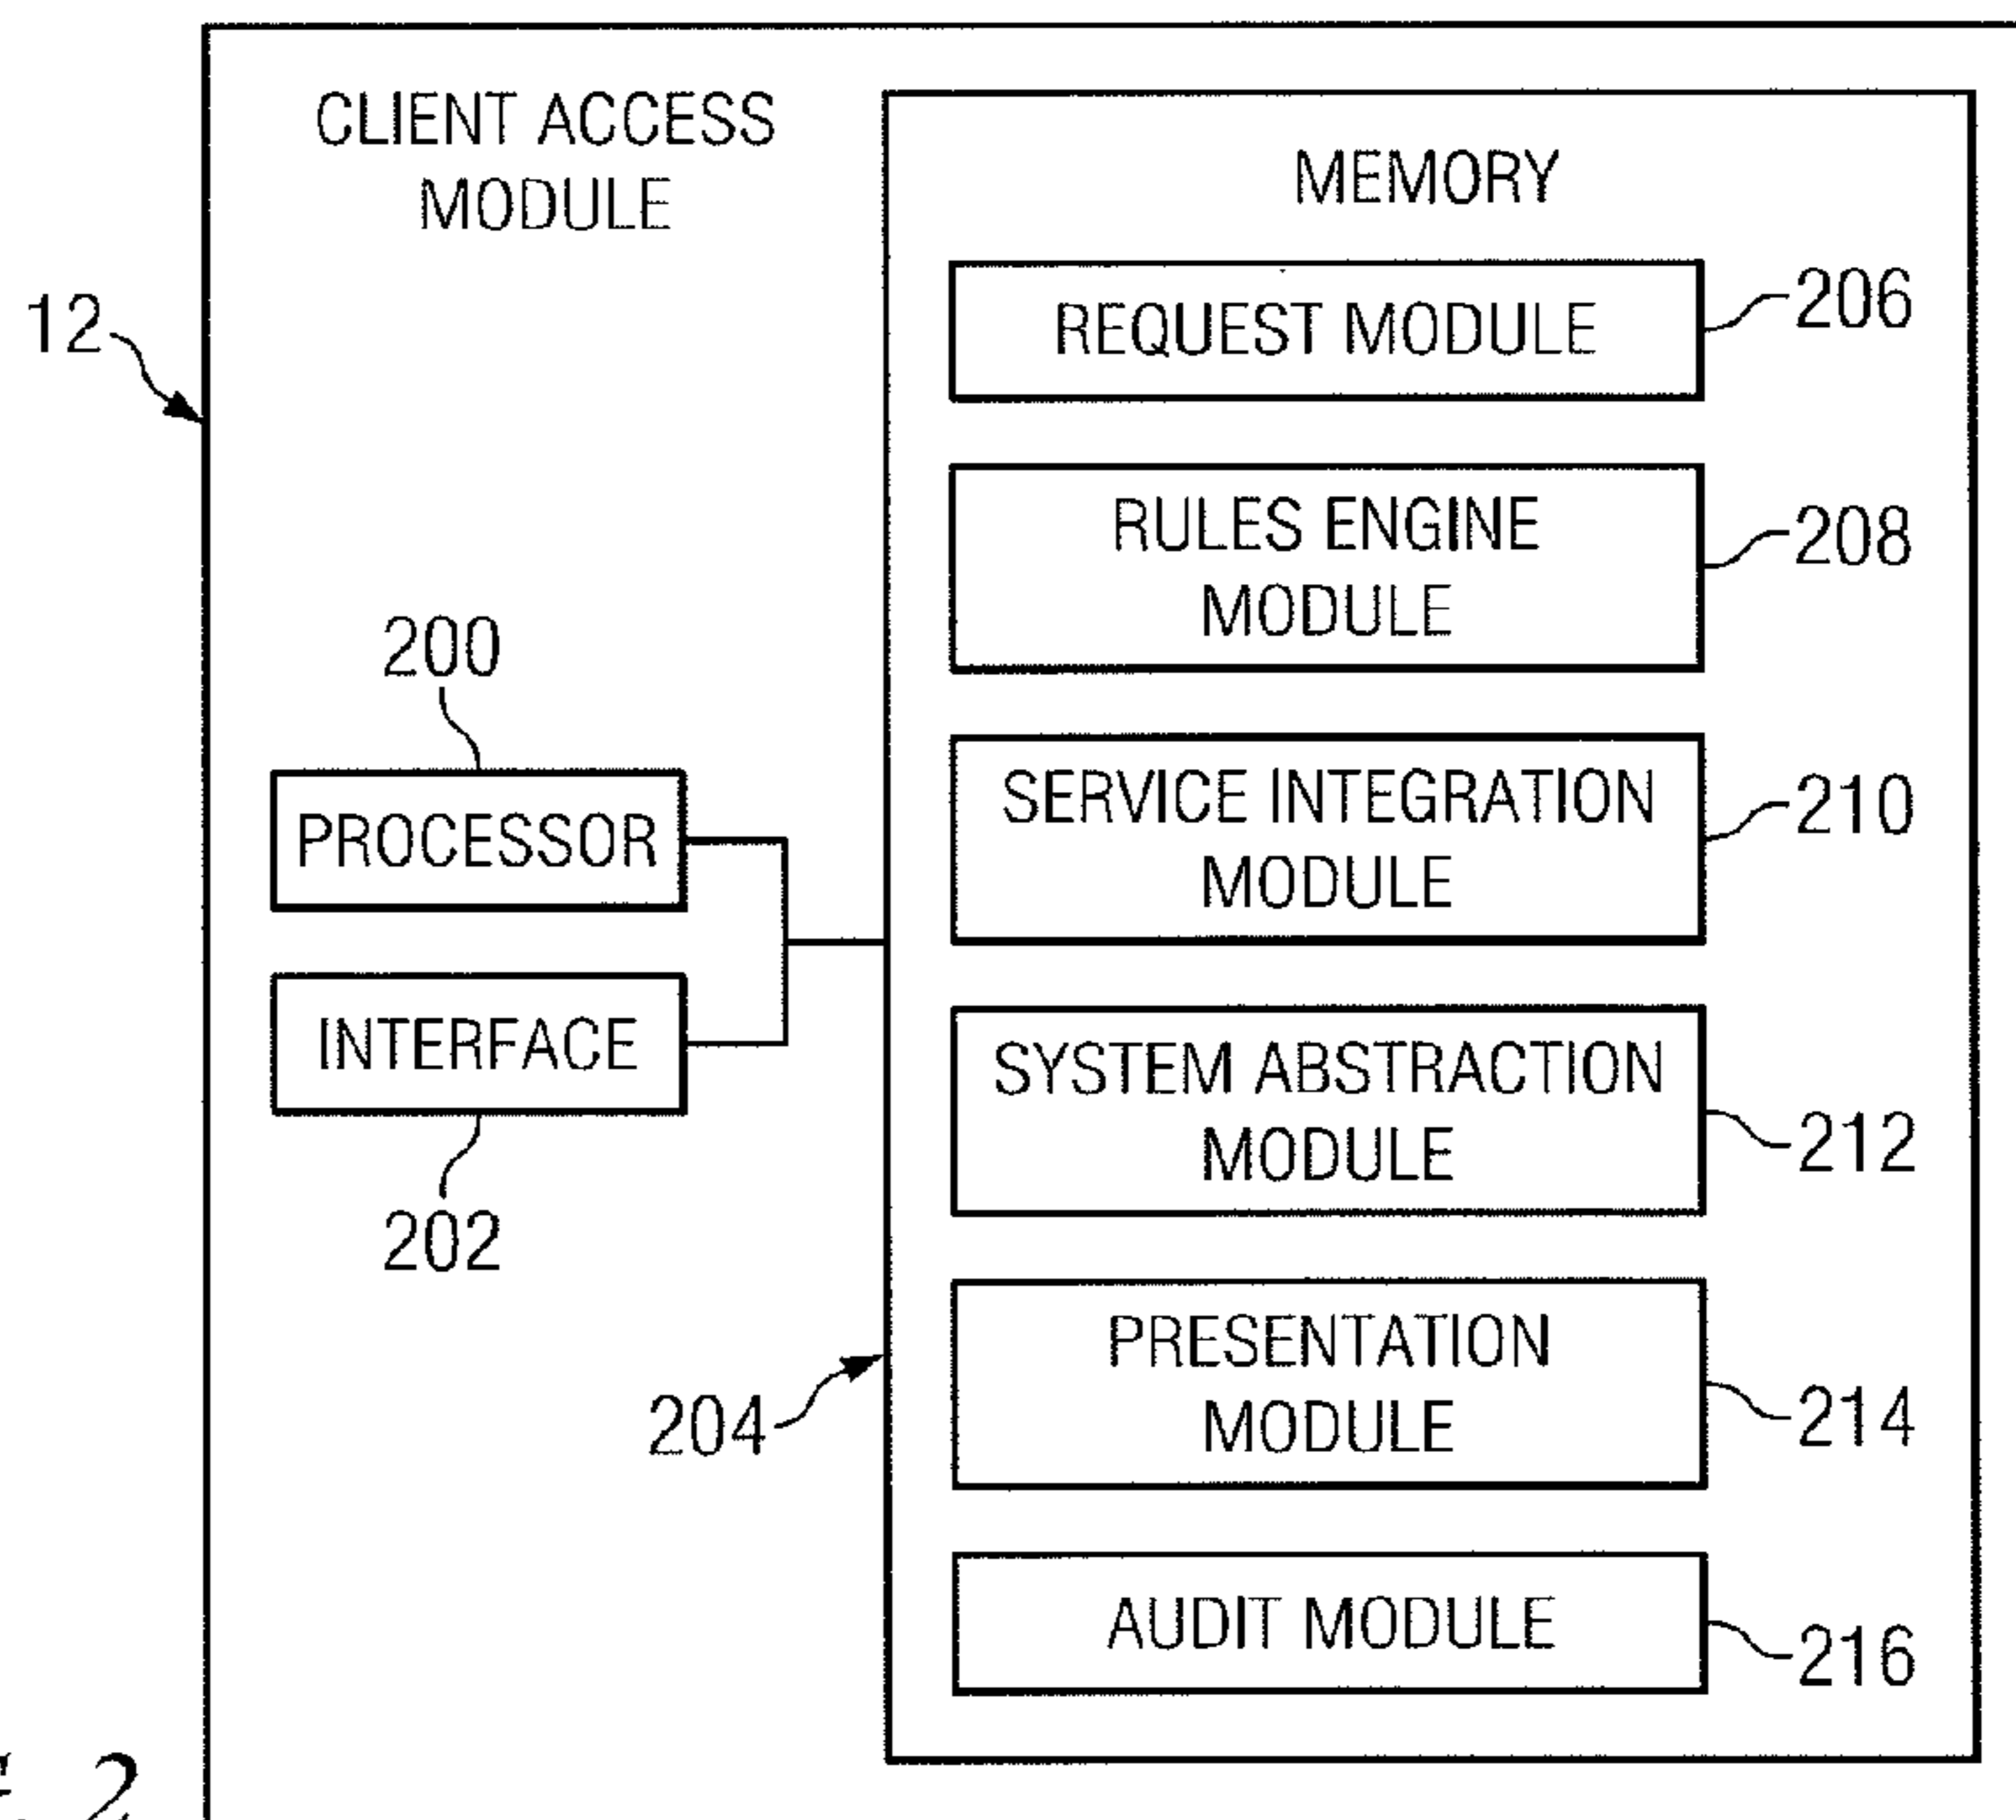 CLIENT ACCESS
MODULE
MEMORY
12
REQUEST MODULE
206
RULES ENGINE
MODULE
208
200
PROCESSOR
SERVICE INTEGRATION
MODULE
210
INTERFACE
202
SYSTEM ABSTRACTION
MODULE
212
204
PRESENTATION
MODULE
214
AUDIT MODULE
216
2